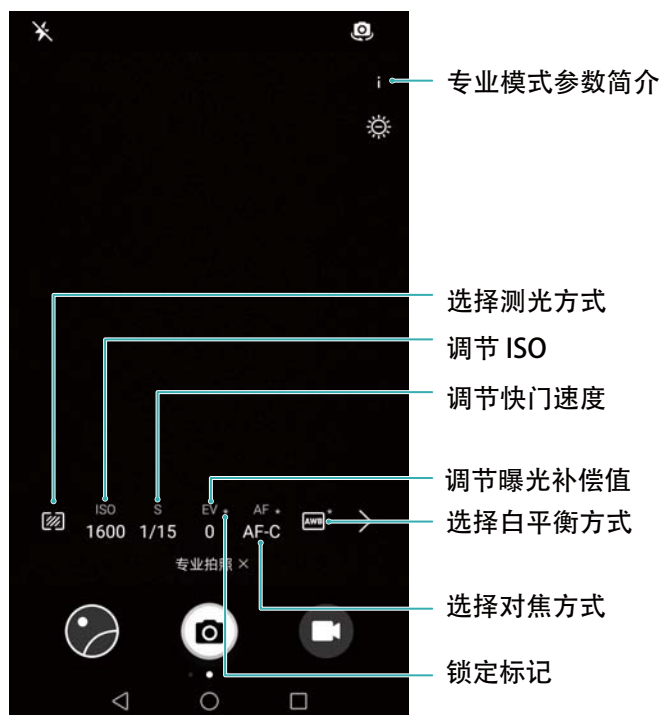 i
专业模式参数简介
选择测光方式
调节 ISO
调节快门速度
调节曝光补偿值
ISO S EV AF
AWB
选择白平衡方式
1600 1/15 0 AF-C
专业拍照 ×
选择对焦方式
锁定标记